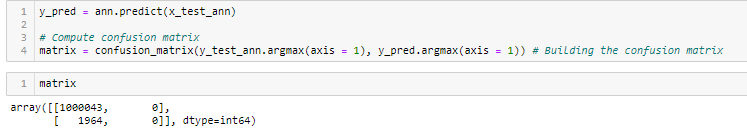 1 y_pred = ann.predict(x_test_ann)
2
3 # Compute confusion matrix
4 matrix = confusion_matrix(y_test_ann.argmax(axis = 1), y_pred.argmax(axis = 1)) # Building the confusion matrix
1 matrix
array([[1000043,       0],
       [   1964,       0]], dtype=int64)